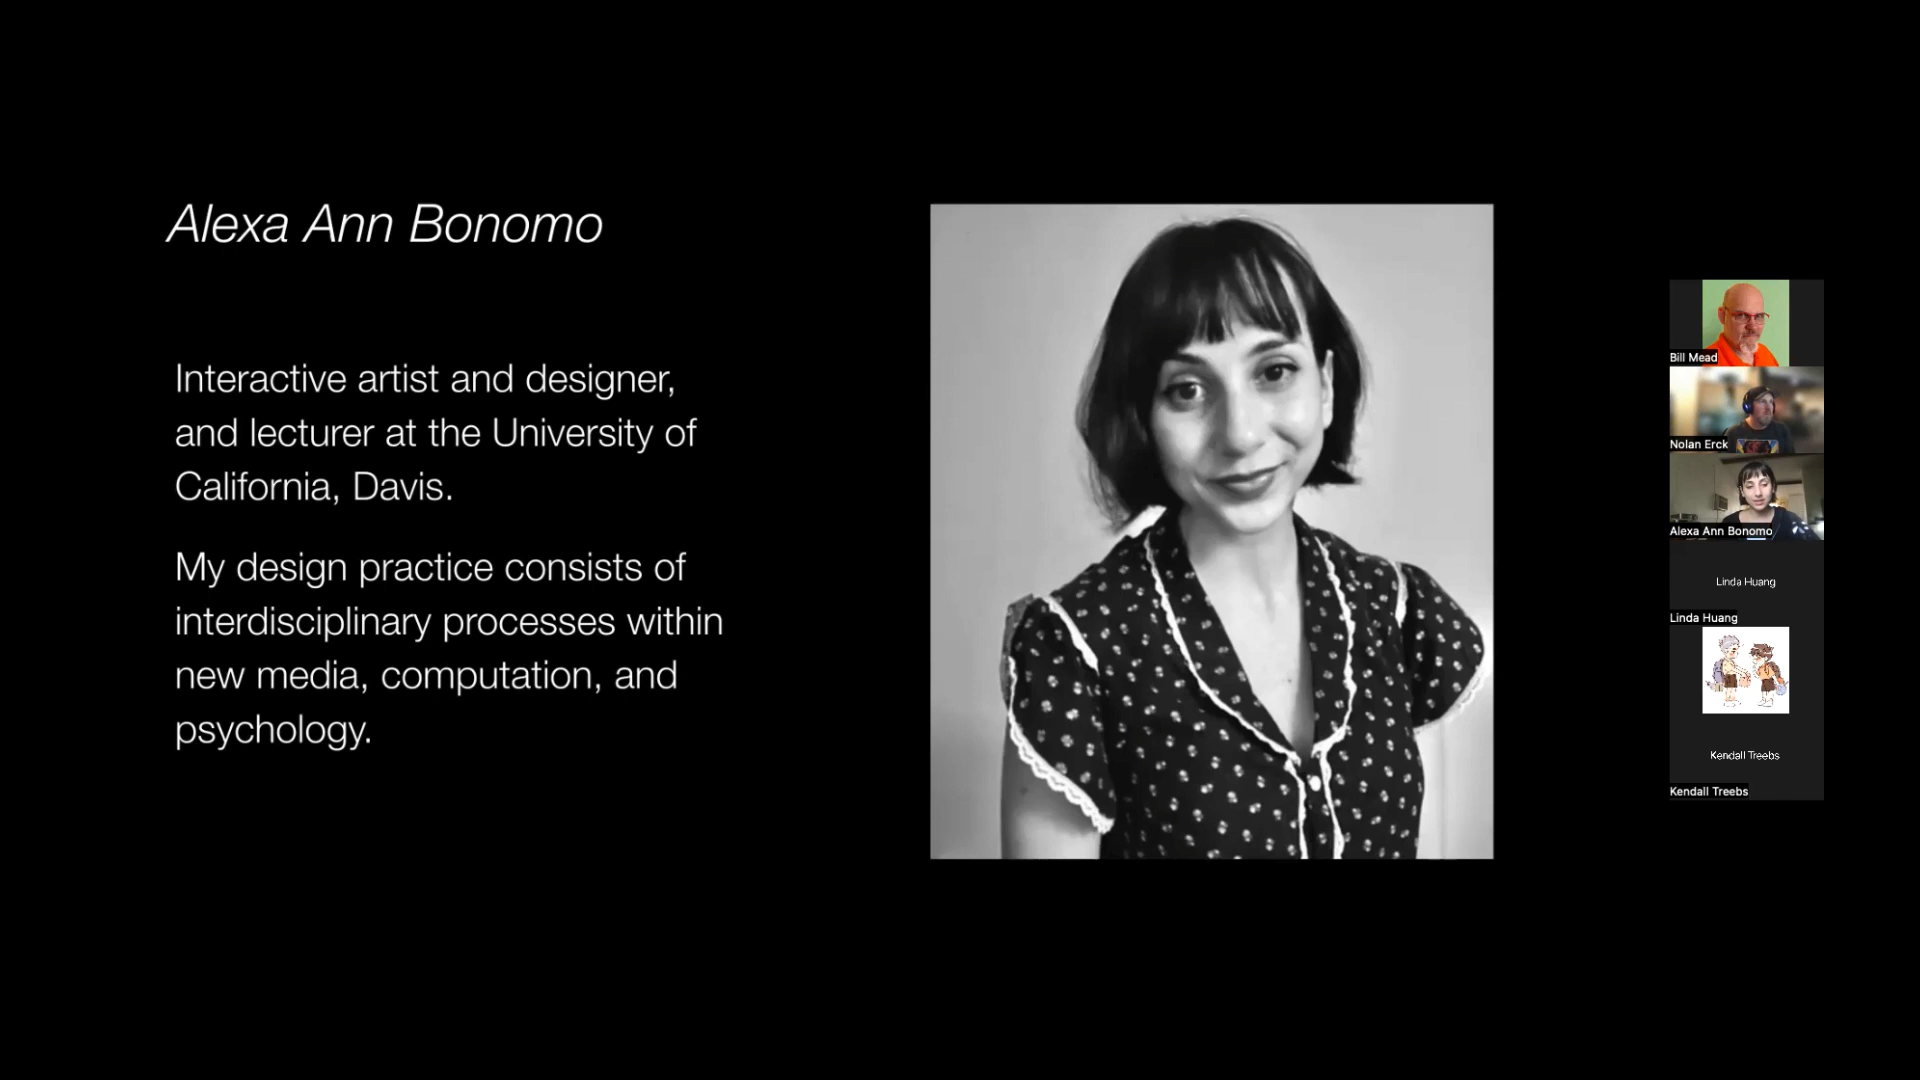 Alexa Ann Bonomo
Interactive artist and designer,
and lecturer at the University of
California, Davis.
My design practice consists of
interdisciplinary processes within
new media, computation, and
psychology.
Bill Mead
Nolan Erck
Alexa Ann Bonomo
Linda Huang
Linda Huang
Kendall Treebs
Kendall Treebs